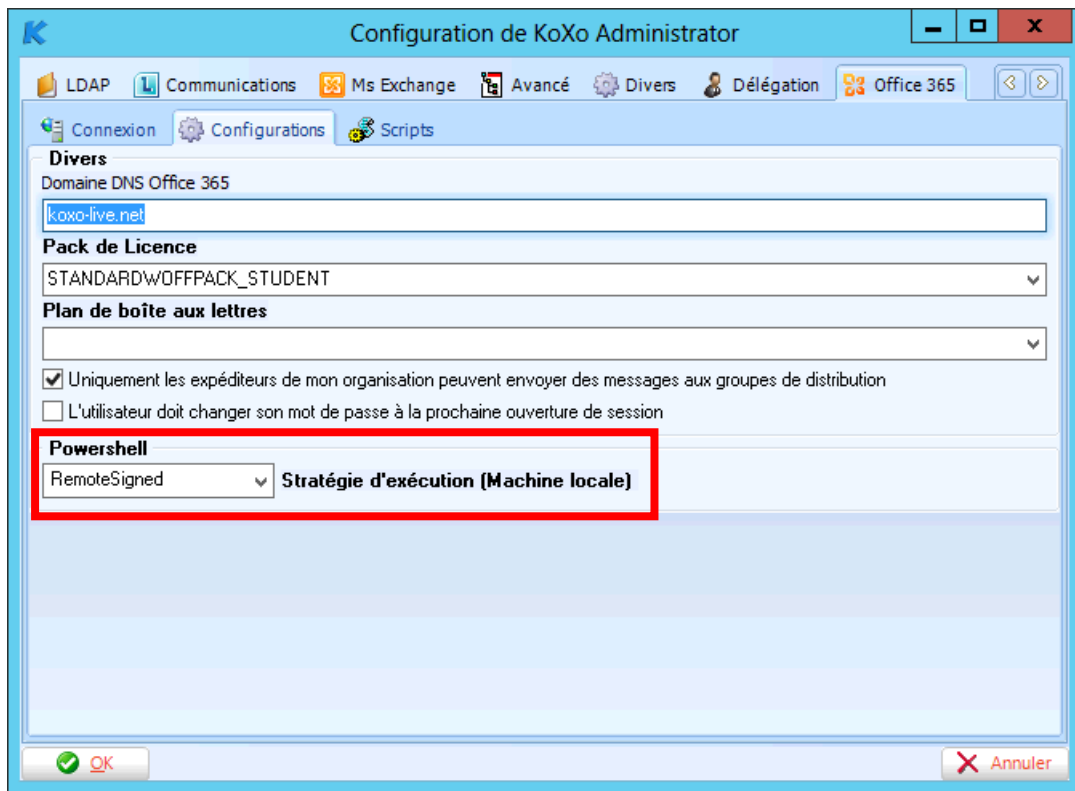 Configuration de KoXo Administrator
LDAP Communications Ms Exchange Avancé Divers Délégation Office 365
Connexion Configurations Scripts
Divers
Domaine DNS Office 365
koxo-live.net
Pack de Licence
STANDARDWOFFPACK_STUDENT
Plan de boîte aux lettres
Uniquement les expéditeurs de mon organisation peuvent envoyer des messages aux groupes de distribution
L'utilisateur doit changer son mot de passe à la prochaine ouverture de session
Powershell
RemoteSigned Stratégie d'exécution (Machine locale)
OK Annuler